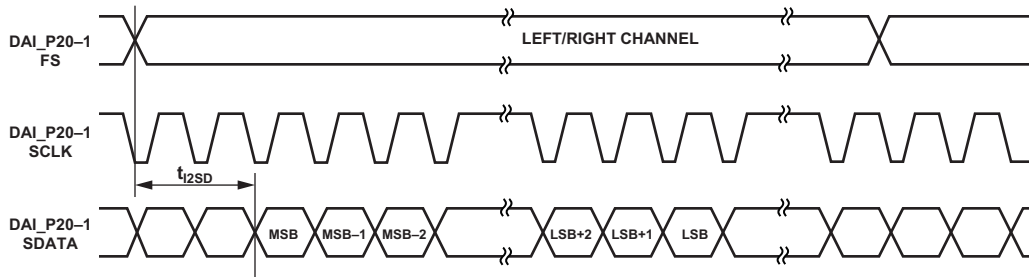 DAI_P20–1
FS
LEFT/RIGHT CHANNEL
DAI_P20–1
SCLK
tI2SD
DAI_P20–1
SDATA
MSB
MSB–1
MSB–2
LSB+2
LSB+1
LSB